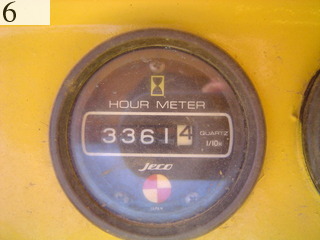 6
HOUR METER
33614
QUARTZ
1/10h
Jeco